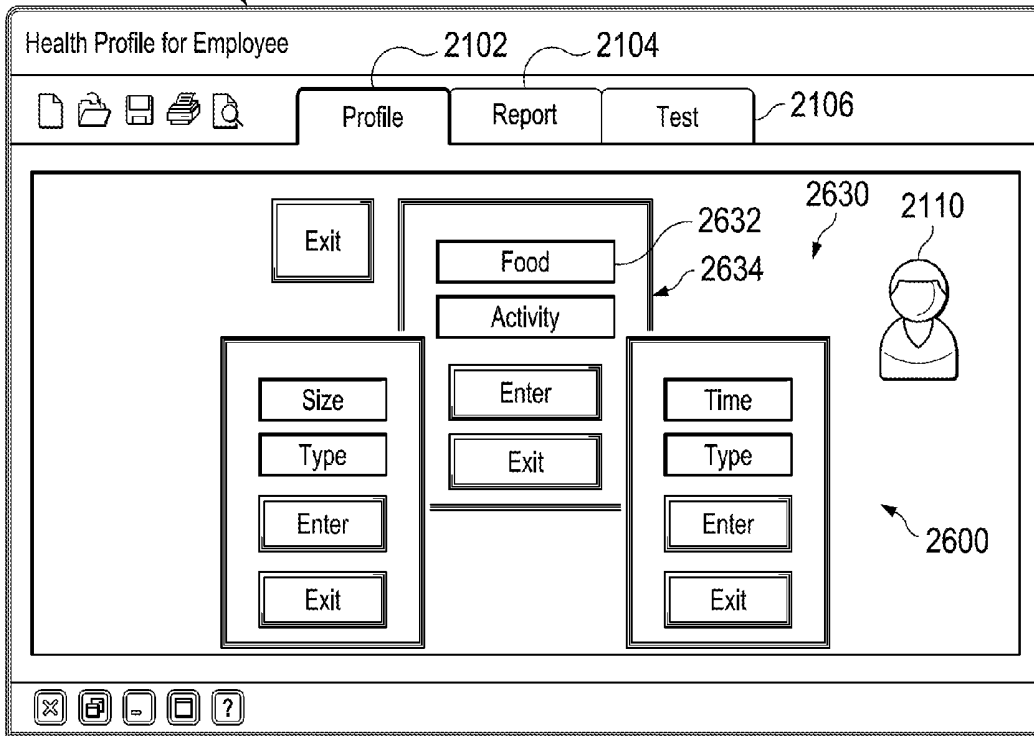 Health Profile for Employee
2102
2104
Profile
Report
Test
2106
Exit
Food
Activity
Enter
Exit
2632
2634
2630
2110
Size
Type
Enter
Exit
Time
Type
Enter
Exit
2600
?